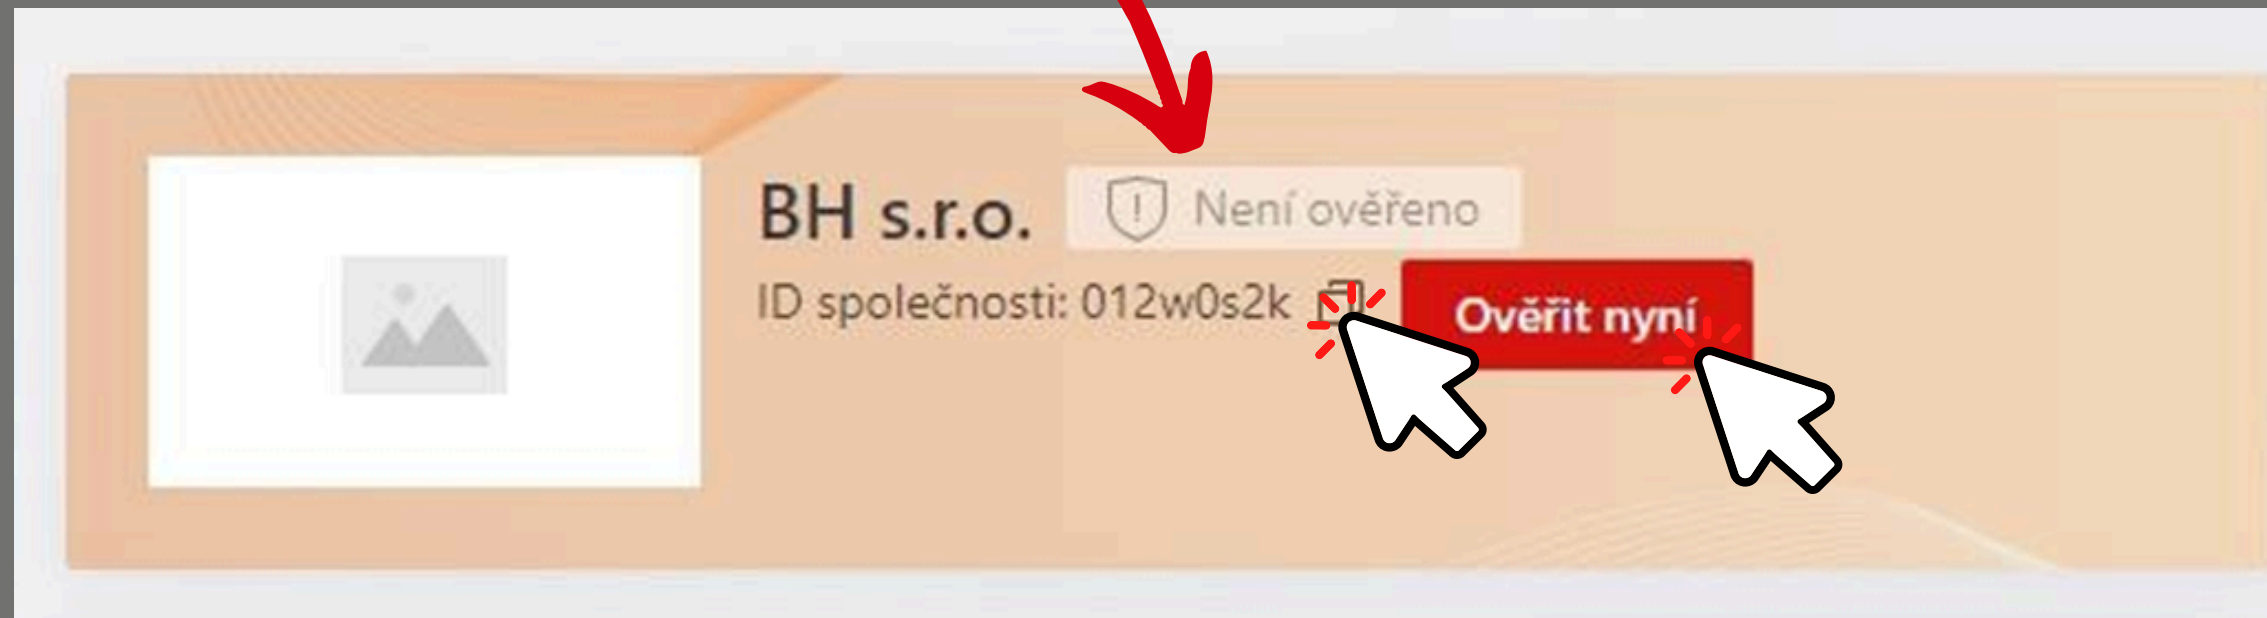 BH s.r.o.
Není ověřeno
ID společnosti: 012w0s2k
Ověřit nyní